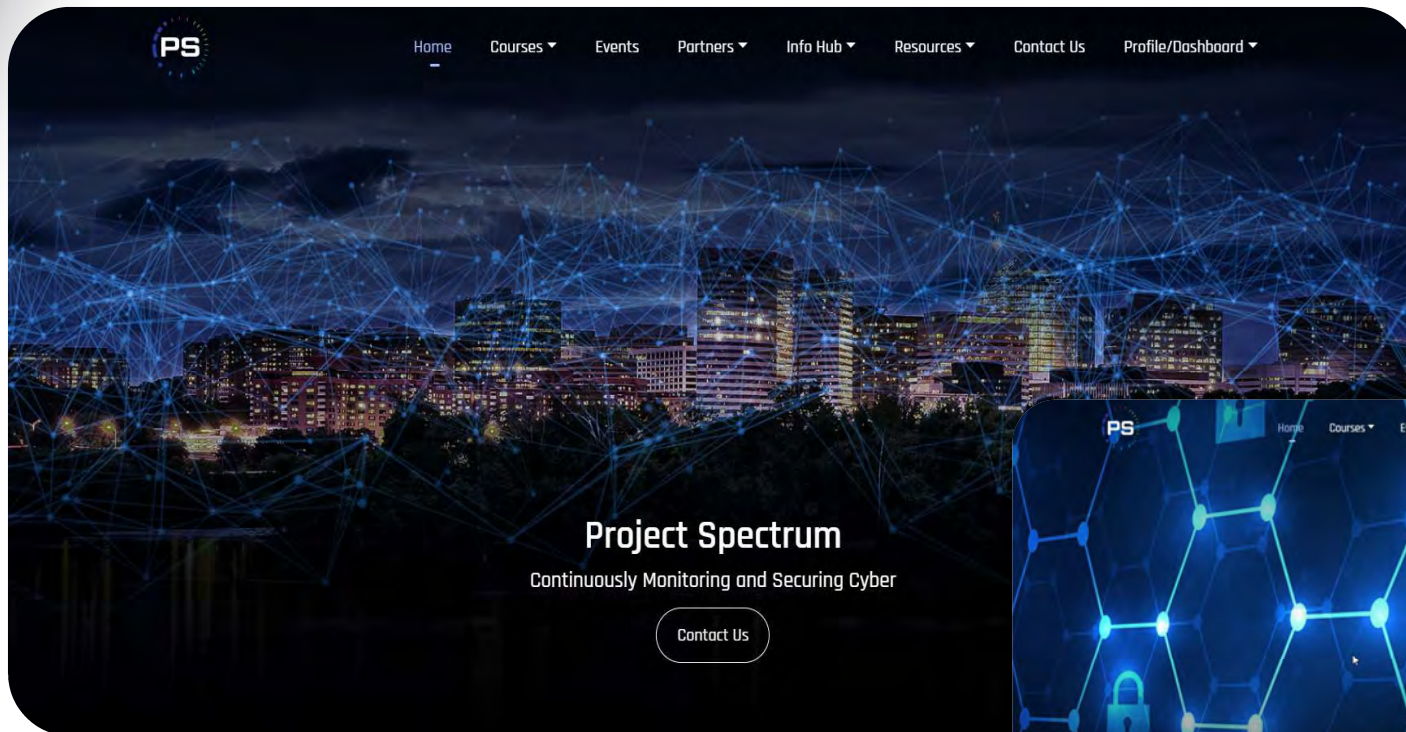 PS
Home Courses Events Partners Info Hub Resources Contact Us Profile/Dashboard
Project Spectrum
Continuously Monitoring and Securing Cyber
Contact Us
PS
Home Courses